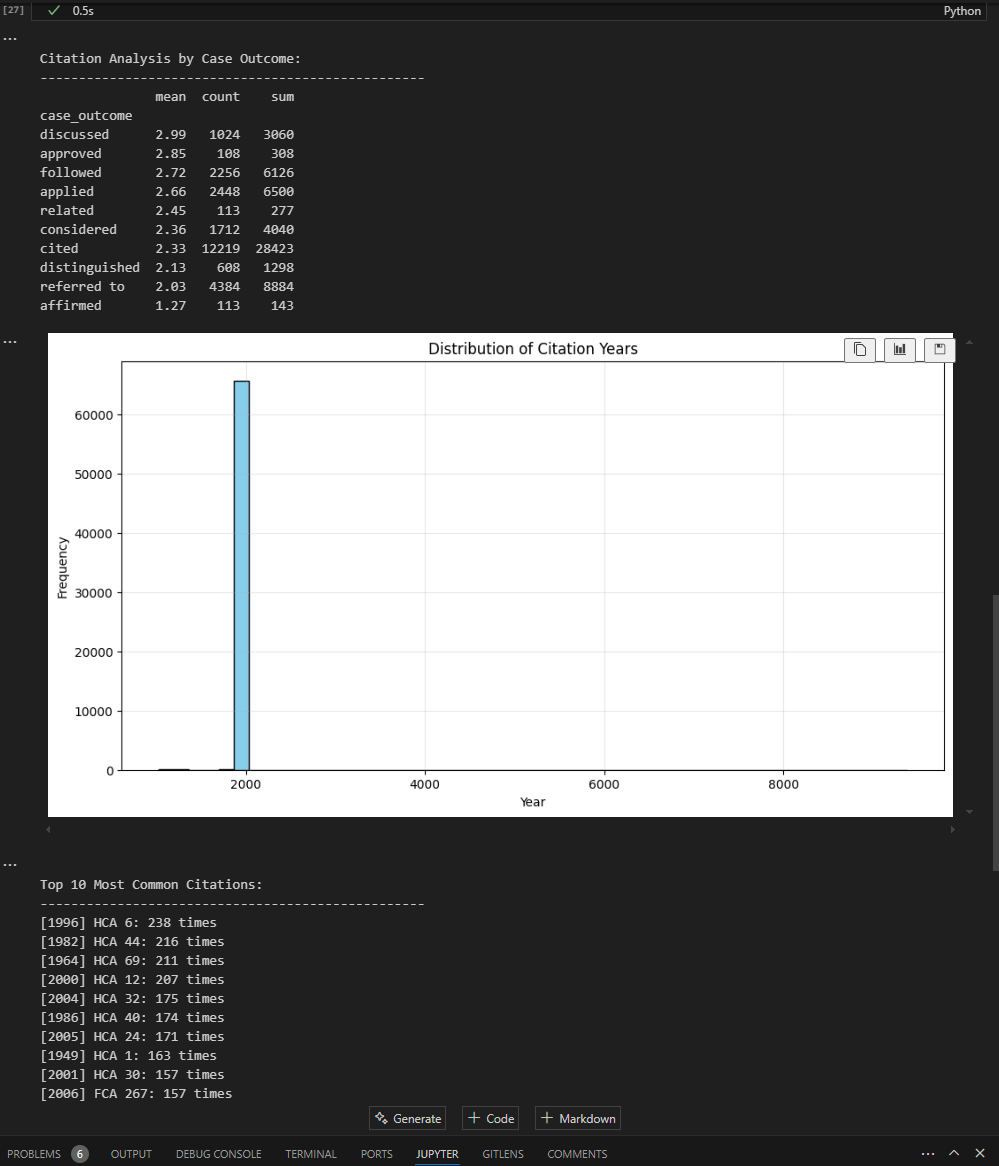 [27] 0.5s Python
...
Citation Analysis by Case Outcome:
--------------------------------------------------
mean count sum
case_outcome
discussed 2.99 1024 3060
approved 2.85 108 308
followed 2.72 2256 6126
applied 2.66 2448 6500
related 2.45 113 277
considered 2.36 1712 4040
cited 2.33 12219 28423
distinguished 2.13 608 1298
referred to 2.03 4384 8884
affirmed 1.27 113 143
...
Distribution of Citation Years
60000
50000
40000
30000
20000
10000
0
Frequency
2000 4000 6000 8000
Year
...
Top 10 Most Common Citations:
--------------------------------------------------
[1996] HCA 6: 238 times
[1982] HCA 44: 216 times
[1964] HCA 69: 211 times
[2000] HCA 12: 207 times
[2004] HCA 32: 175 times
[1986] HCA 40: 174 times
[2005] HCA 24: 171 times
[1949] HCA 1: 163 times
[2001] HCA 30: 157 times
[2006] FCA 267: 157 times
Generate + Code + Markdown
PROBLEMS 6 OUTPUT DEBUG CONSOLE TERMINAL PORTS JUPYTER GITLENS COMMENTS ...